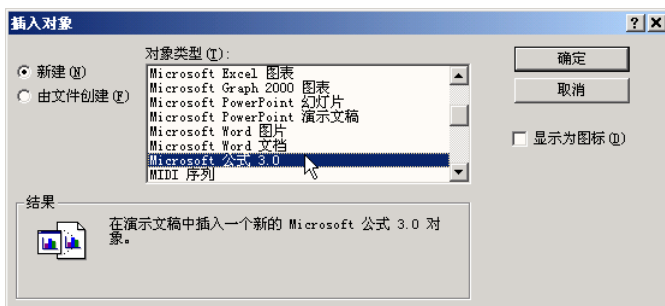 插入对象
对象类型(T):
新建(N)
由文件创建(F)
Microsoft Excel 图表
Microsoft Graph 2000 图表
Microsoft PowerPoint 幻灯片
Microsoft PowerPoint 演示文稿
Microsoft Word 图片
Microsoft Word 文档
Microsoft 公式 3.0
MIDI 序列
确定
取消
显示为图标(D)
结果
在演示文稿中插入一个新的 Microsoft 公式 3.0 对
象。